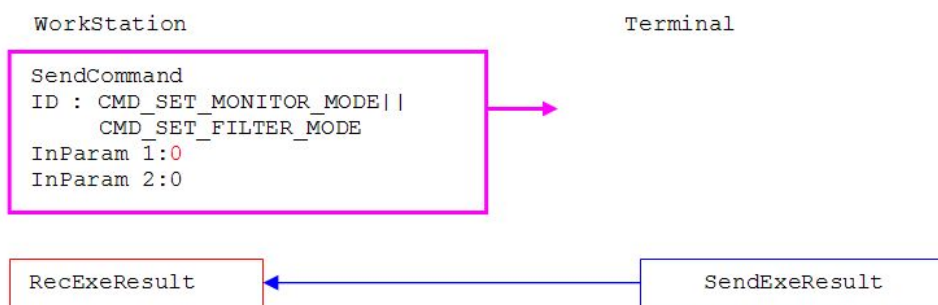 WorkStation
Terminal
SendCommand
ID : CMD_SET_MONITOR_MODE||
CMD_SET_FILTER_MODE
InParam 1:0
InParam 2:0
RecExeResult
SendExeResult